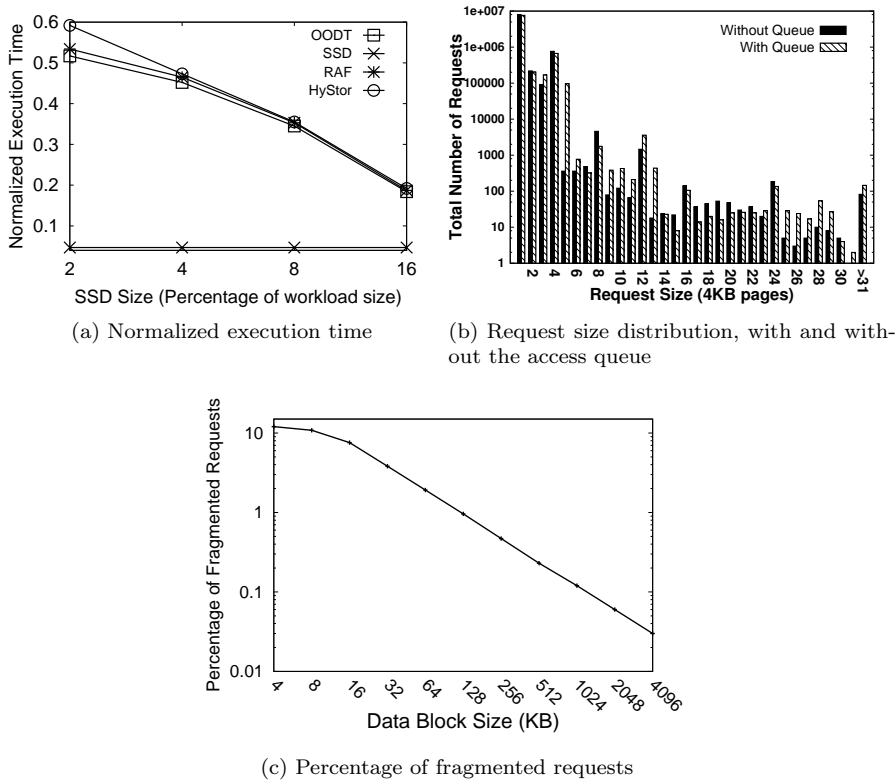 0.6
0.5
0.4
0.3
0.2
0.1
Normalized Execution Time
OODT
SSD
RAF
HyStor
2 4 8 16
SSD Size (Percentage of workload size)
(a) Normalized execution time
1e+007
1e+006
100000
10000
1000
100
10
1
Total Number of Requests
Without Queue
With Queue
2 4 6 8 10 12 14 16 18 20 22 24 26 28 30 >31
Request Size (4KB pages)
(b) Request size distribution, with and with-
out the access queue
10
1
0.1
0.01
Percentage of Fragmented Requests
4 8 16 32 64 128 256 512 1024 2048 4096
Data Block Size (KB)
(c) Percentage of fragmented requests